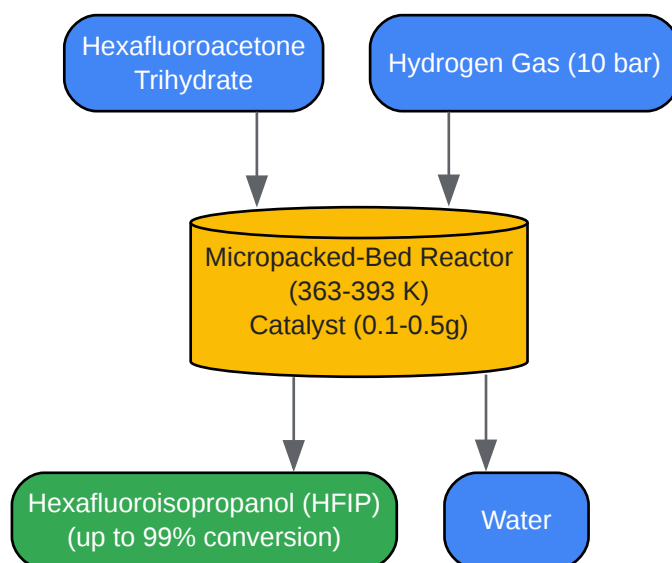 Hexafluoroacetone
Trihydrate
Hydrogen Gas (10 bar)
Micropacked-Bed Reactor
(363-393 K)
Catalyst (0.1-0.5g)
Hexafluoroisopropanol (HFIP)
(up to 99% conversion)
Water